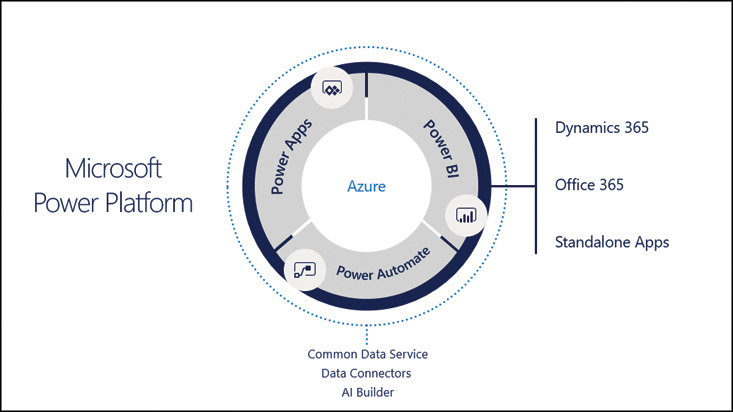 Microsoft
Power Platform
Power Apps
Power BI
Azure
Power Automate
Dynamics 365
Office 365
Standalone Apps
Common Data Service
Data Connectors
AI Builder